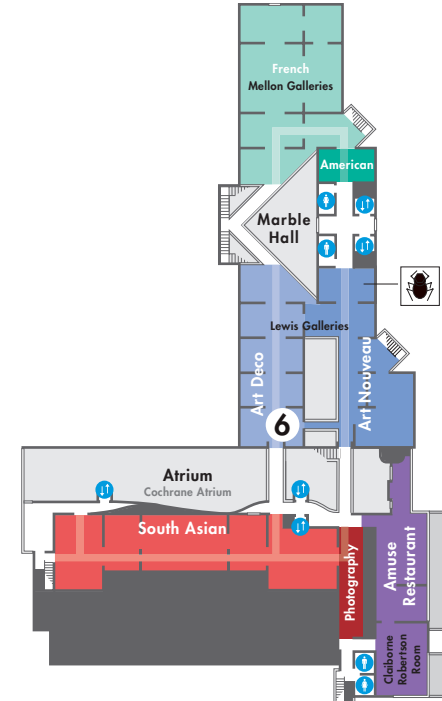 French
Mellon Galleries
American
Marble
Hall
Lewis Galleries
Art Deco
Art Nouveau
6
Atrium
Cochrane Atrium
South Asian
Photography
Amuse
Restaurant
Claiborne
Robertson
Room